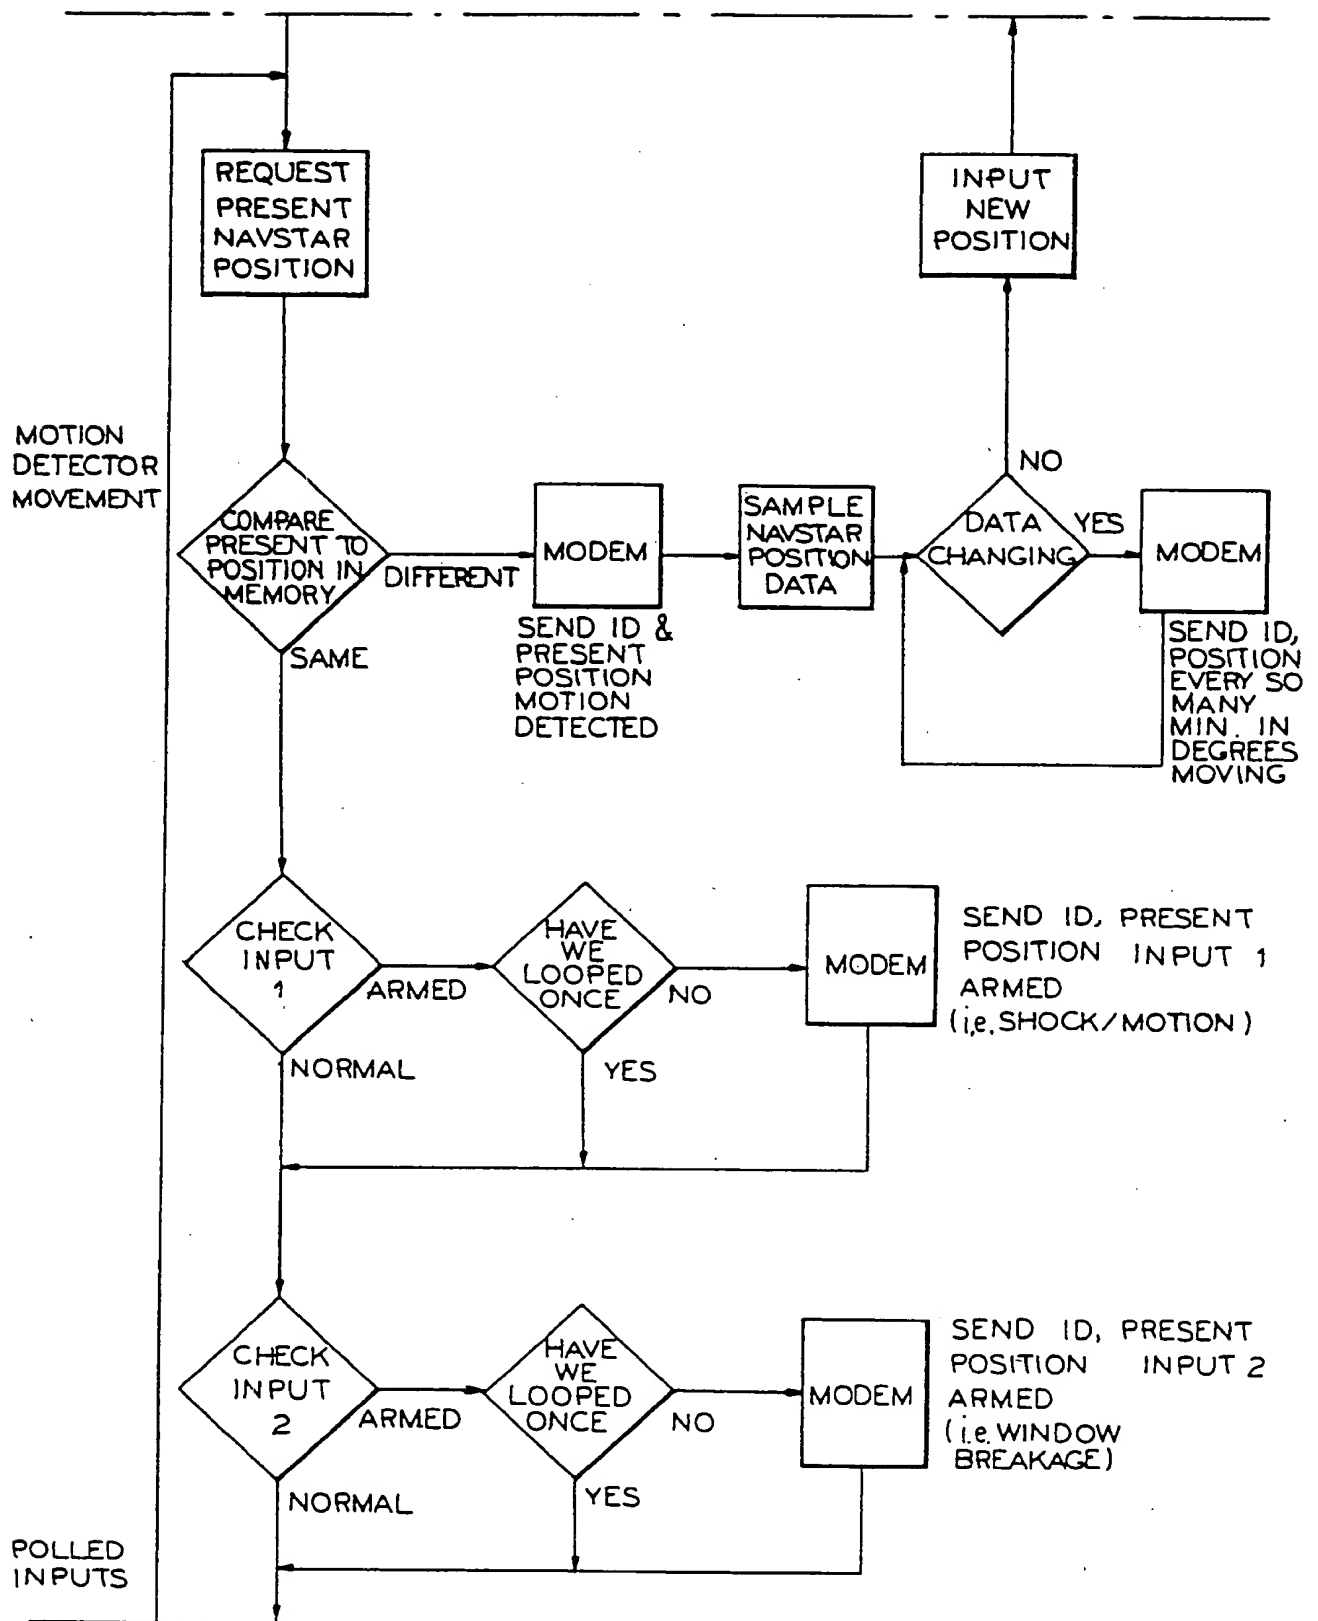 REQUEST
PRESENT
NAVSTAR
POSITION
INPUT
NEW
POSITION
MOTION
DETECTOR
MOVEMENT
COMPARE
PRESENT TO
POSITION IN
MEMORY
DIFFERENT
SAME
MODEM
SEND ID &
PRESENT
POSITION
MOTION
DETECTED
SAMPLE
NAVSTAR
POSITION
DATA
DATA
CHANGING
NO
YES
MODEM
SEND ID,
POSITION
EVERY SO
MANY
MIN. IN
DEGREES
MOVING
CHECK
INPUT
1
ARMED
NORMAL
HAVE
WE
LOOPED
ONCE
NO
YES
MODEM
SEND ID, PRESENT
POSITION INPUT 1
ARMED
(i.e. SHOCK/MOTION)
CHECK
INPUT
2
ARMED
NORMAL
HAVE
WE
LOOPED
ONCE
NO
YES
MODEM
SEND ID, PRESENT
POSITION INPUT 2
ARMED
(i.e. WINDOW
BREAKAGE)
POLLED
INPUTS